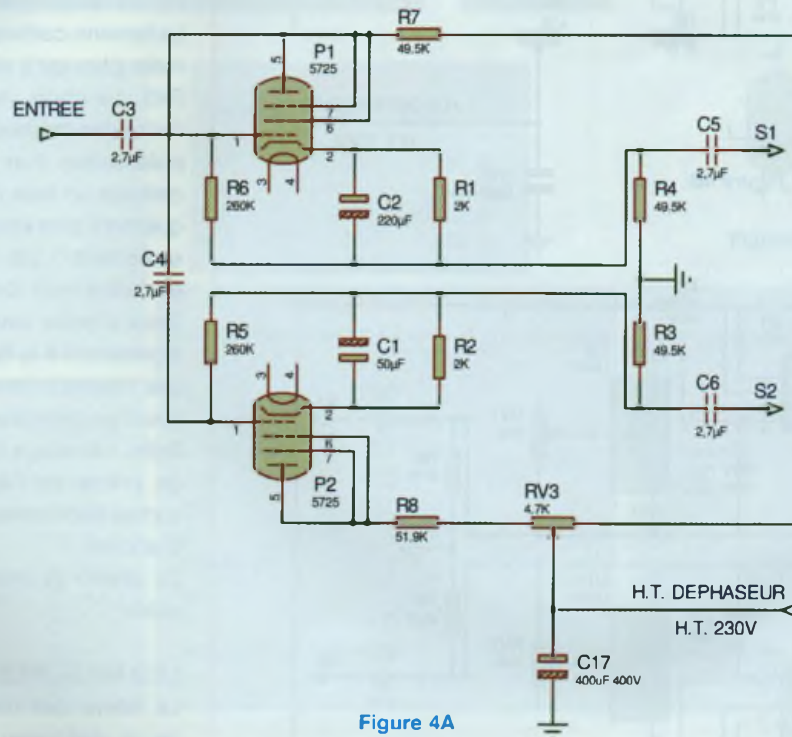 R7
49.5K
P1
5725
5
7
6
ENTREE
C3
2,7µF
1
2
3
4
C5
S1
2,7µF
R6
260K
C2
220µF
R1
2K
R4
49.5K
C4
2,7µF
R5
260K
C1
50µF
R2
2K
R3
49.5K
3
4
C6
S2
2,7µF
1
2
6
7
P2
5725
5
R8
51.9K
RV3
4.7K
H.T. DEPHASEUR
H.T. 230V
C17
400uF 400V
Figure 4A